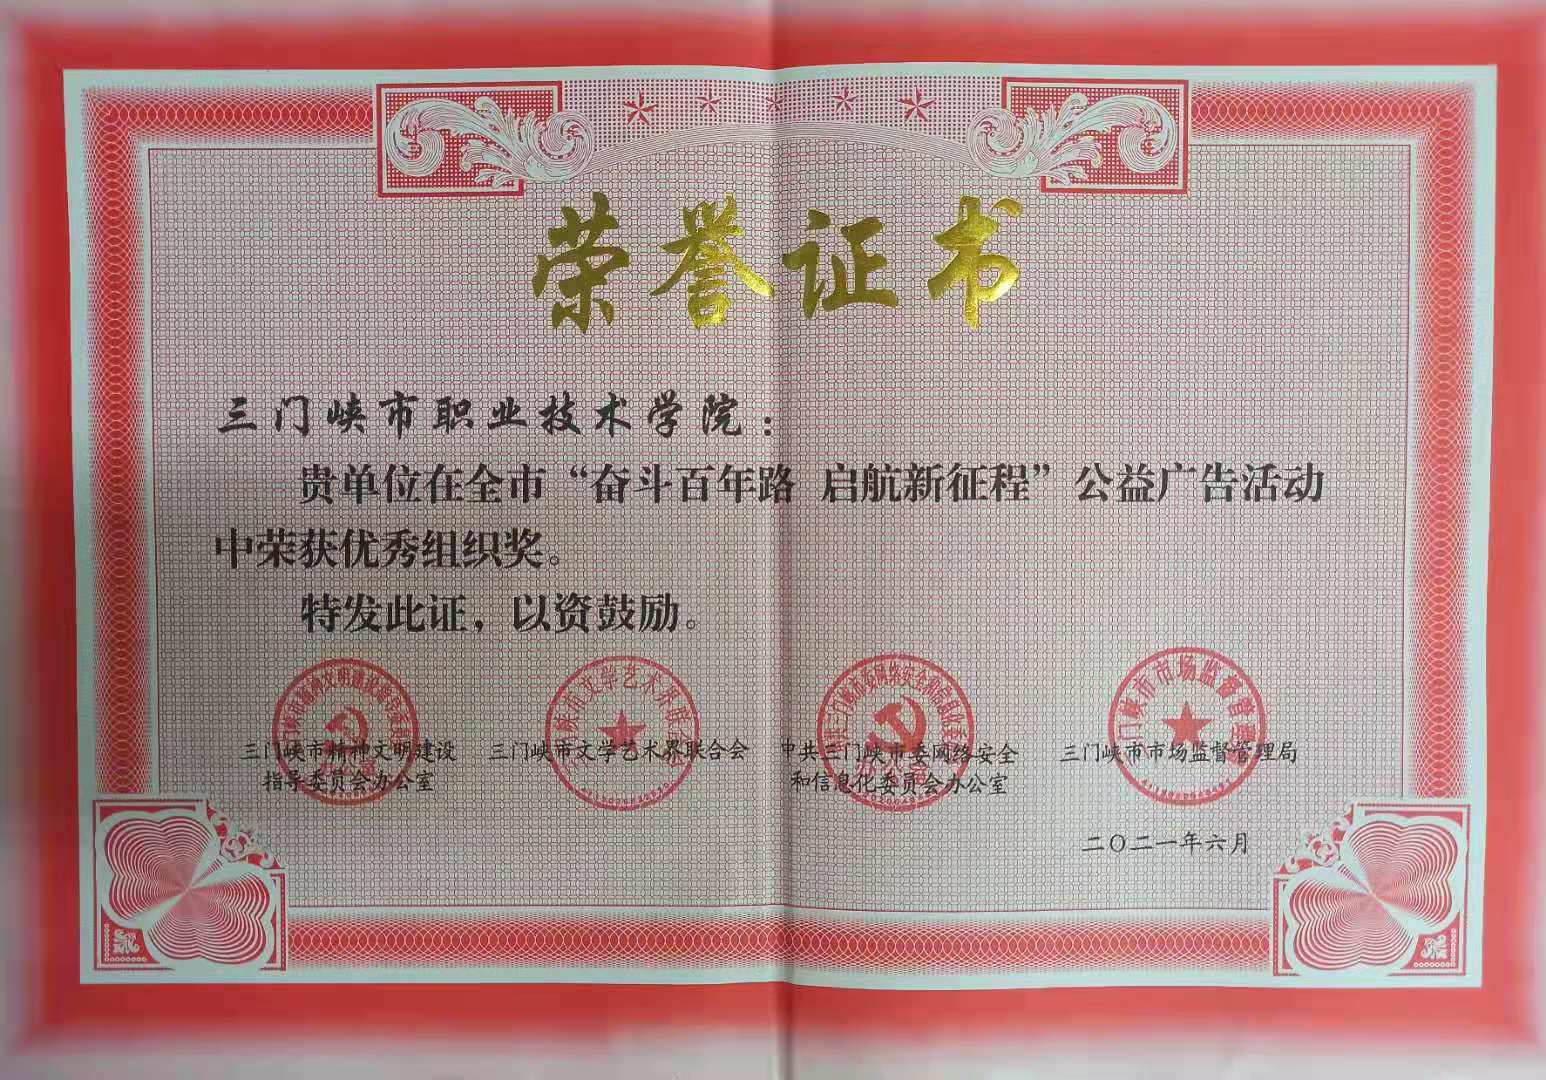 荣誉证书
三门峡市职业技术学院：
贵单位在全市“奋斗百年路 启航新征程”公益广告活动
中荣获优秀组织奖。
特发此证，以资鼓励。
三门峡市精神文明建设
指导委员会办公室
三门峡市文学艺术界联合会
中共三门峡市委网络安全
和信息化委员会办公室
三门峡市市场监督管理局
二〇二一年六月